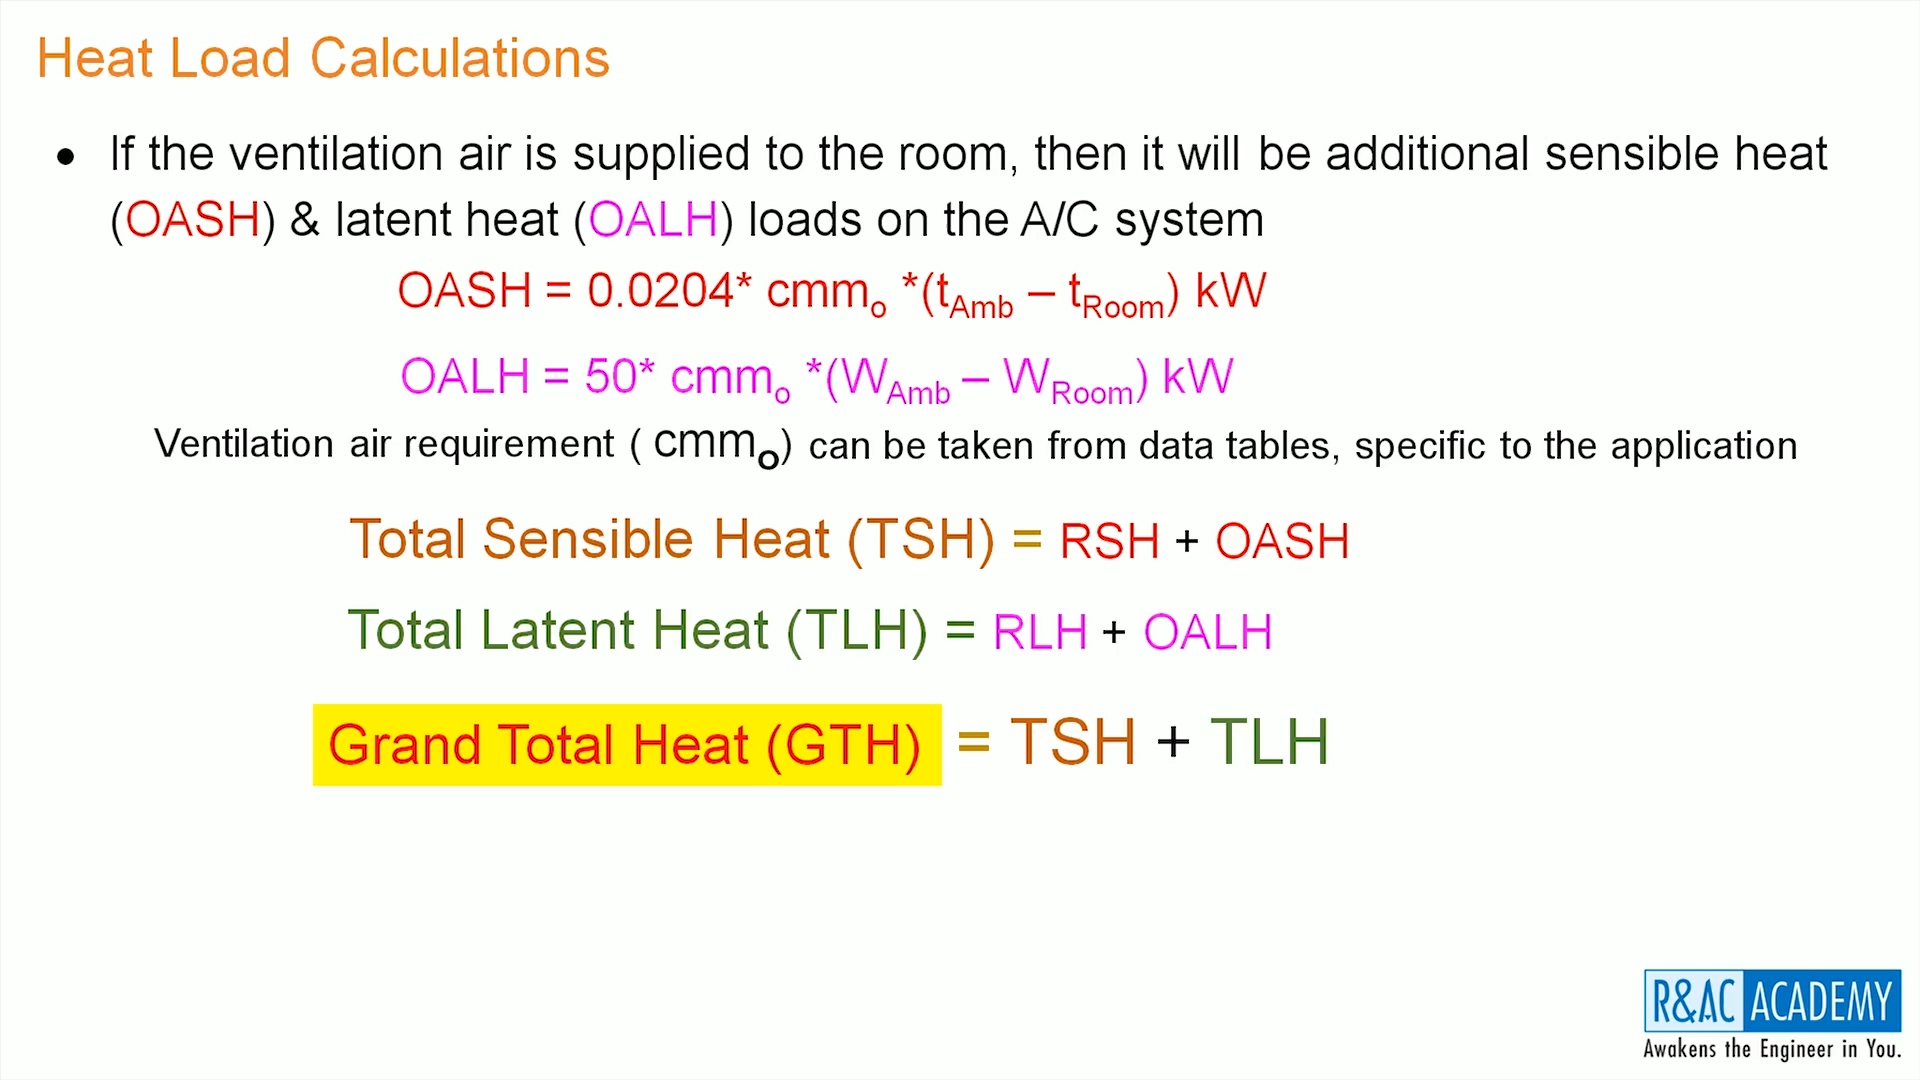 Heat Load Calculations
• If the ventilation air is supplied to the room, then it will be additional sensible heat
(OASH) & latent heat (OALH) loads on the A/C system
OASH = 0.0204* cmmₒ *(tAmb – tRoom) kW
OALH = 50* cmmₒ *(WAmb – WRoom) kW
Ventilation air requirement ( cmmₒ) can be taken from data tables, specific to the application
Total Sensible Heat (TSH) = RSH + OASH
Total Latent Heat (TLH) = RLH + OALH
Grand Total Heat (GTH) = TSH + TLH
R&AC ACADEMY
Awakens the Engineer in You.